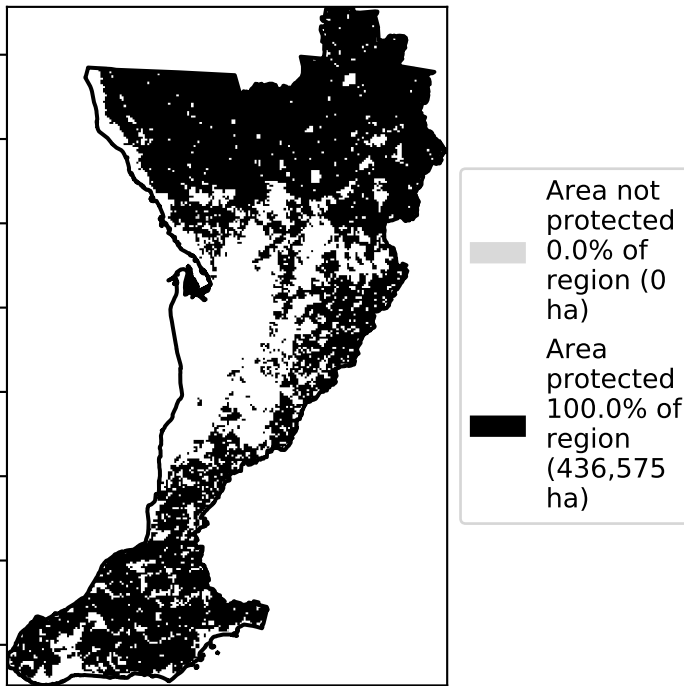 Area not
protected
0.0% of
region (0
ha)
Area
protected
100.0% of
region
(436,575
ha)